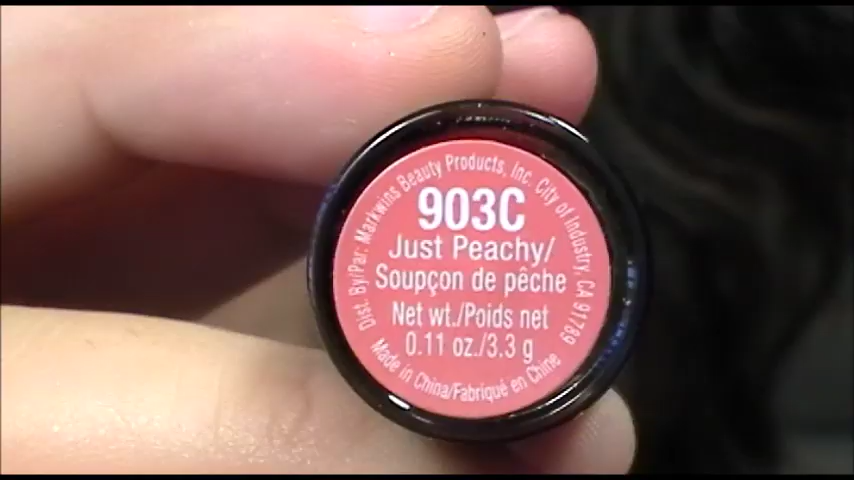 Dist. By/Par: Markwins Beauty Products, Inc. City of Industry, CA 91789
903C
Just Peachy/
Soupçon de pêche
Net wt./Poids net
0.11 oz./3.3 g
Made in China/Fabriqué en Chine